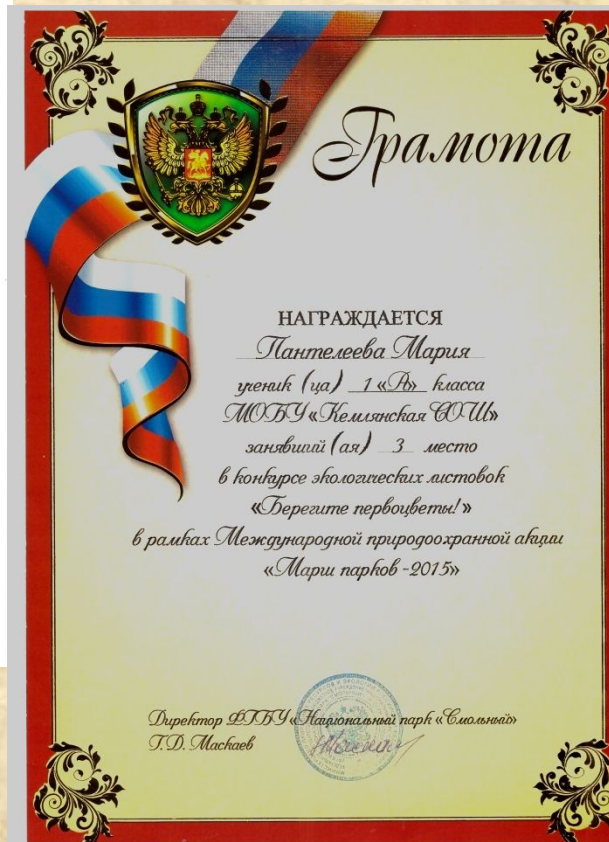 Грамота
НАГРАЖДАЕТСЯ
Пантелеева Мария
ученик (ца) 1 «А» класса
МОБУ «Кемлянская СОШ»
занявший (ая) 3 место
в конкурсе экологических листовок
«Берегите первоцветы!»
в рамках Международной природоохранной акции
«Марш парков -2015»
Директор ФГБУ «Национальный парк «Смольный»
Т.Д. Маскаев